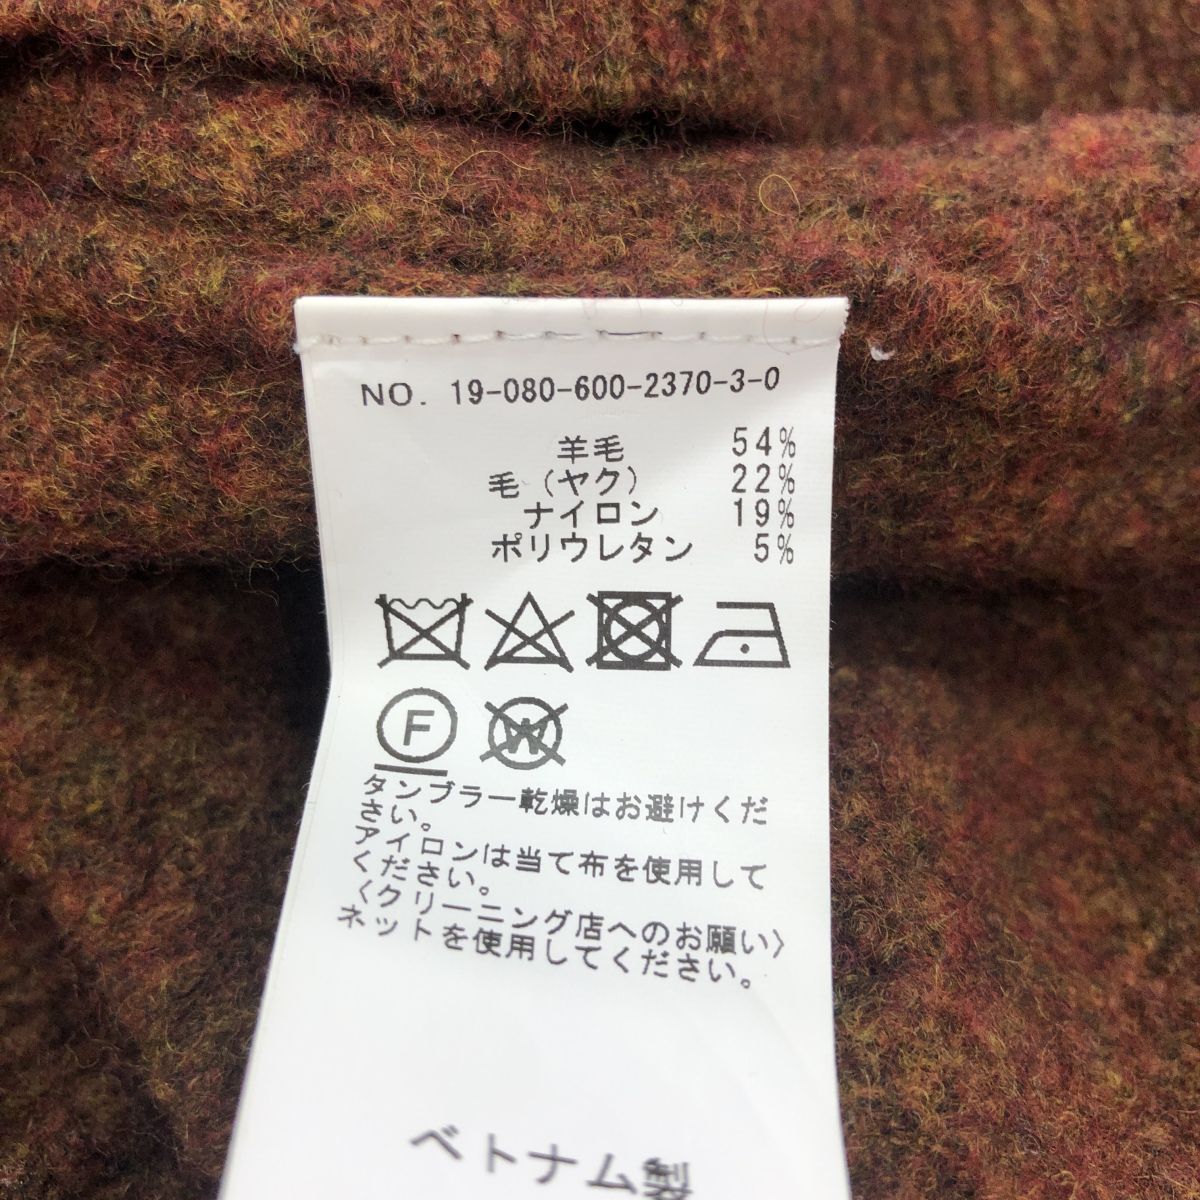 NO. 19-080-600-2370-3-0
羊毛 54%
毛(ヤク) 22%
ナイロン 19%
ポリウレタン 5%
F W
タンブラー乾燥はお避けくだ
さい。
アイロンは当て布を使用して
ください。
〈クリーニング店へのお願い〉
ネットを使用してください。
ベトナム製